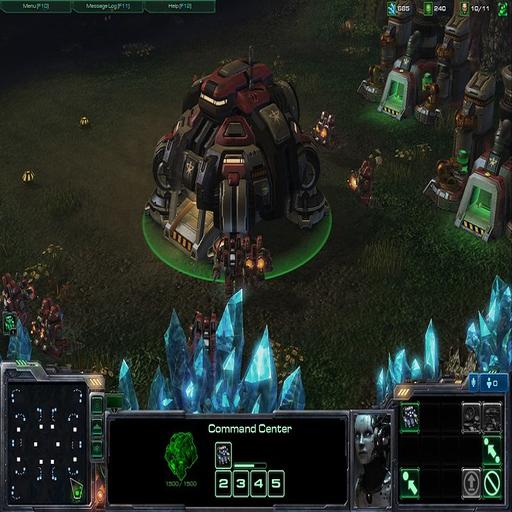 Menu (F10) Message Log (F11) Help (F12)
685 240 10/11
0
Command Center
1500 / 1500
2 3 4 5